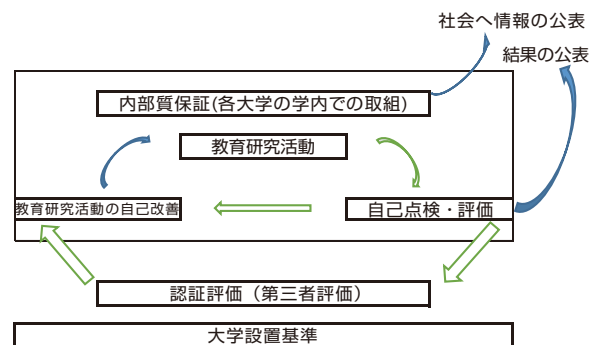 社会へ情報の公表
結果の公表
内部質保証(各大学の学内での取組)
教育研究活動
教育研究活動の自己改善
自己点検・評価
認証評価（第三者評価）
大学設置基準